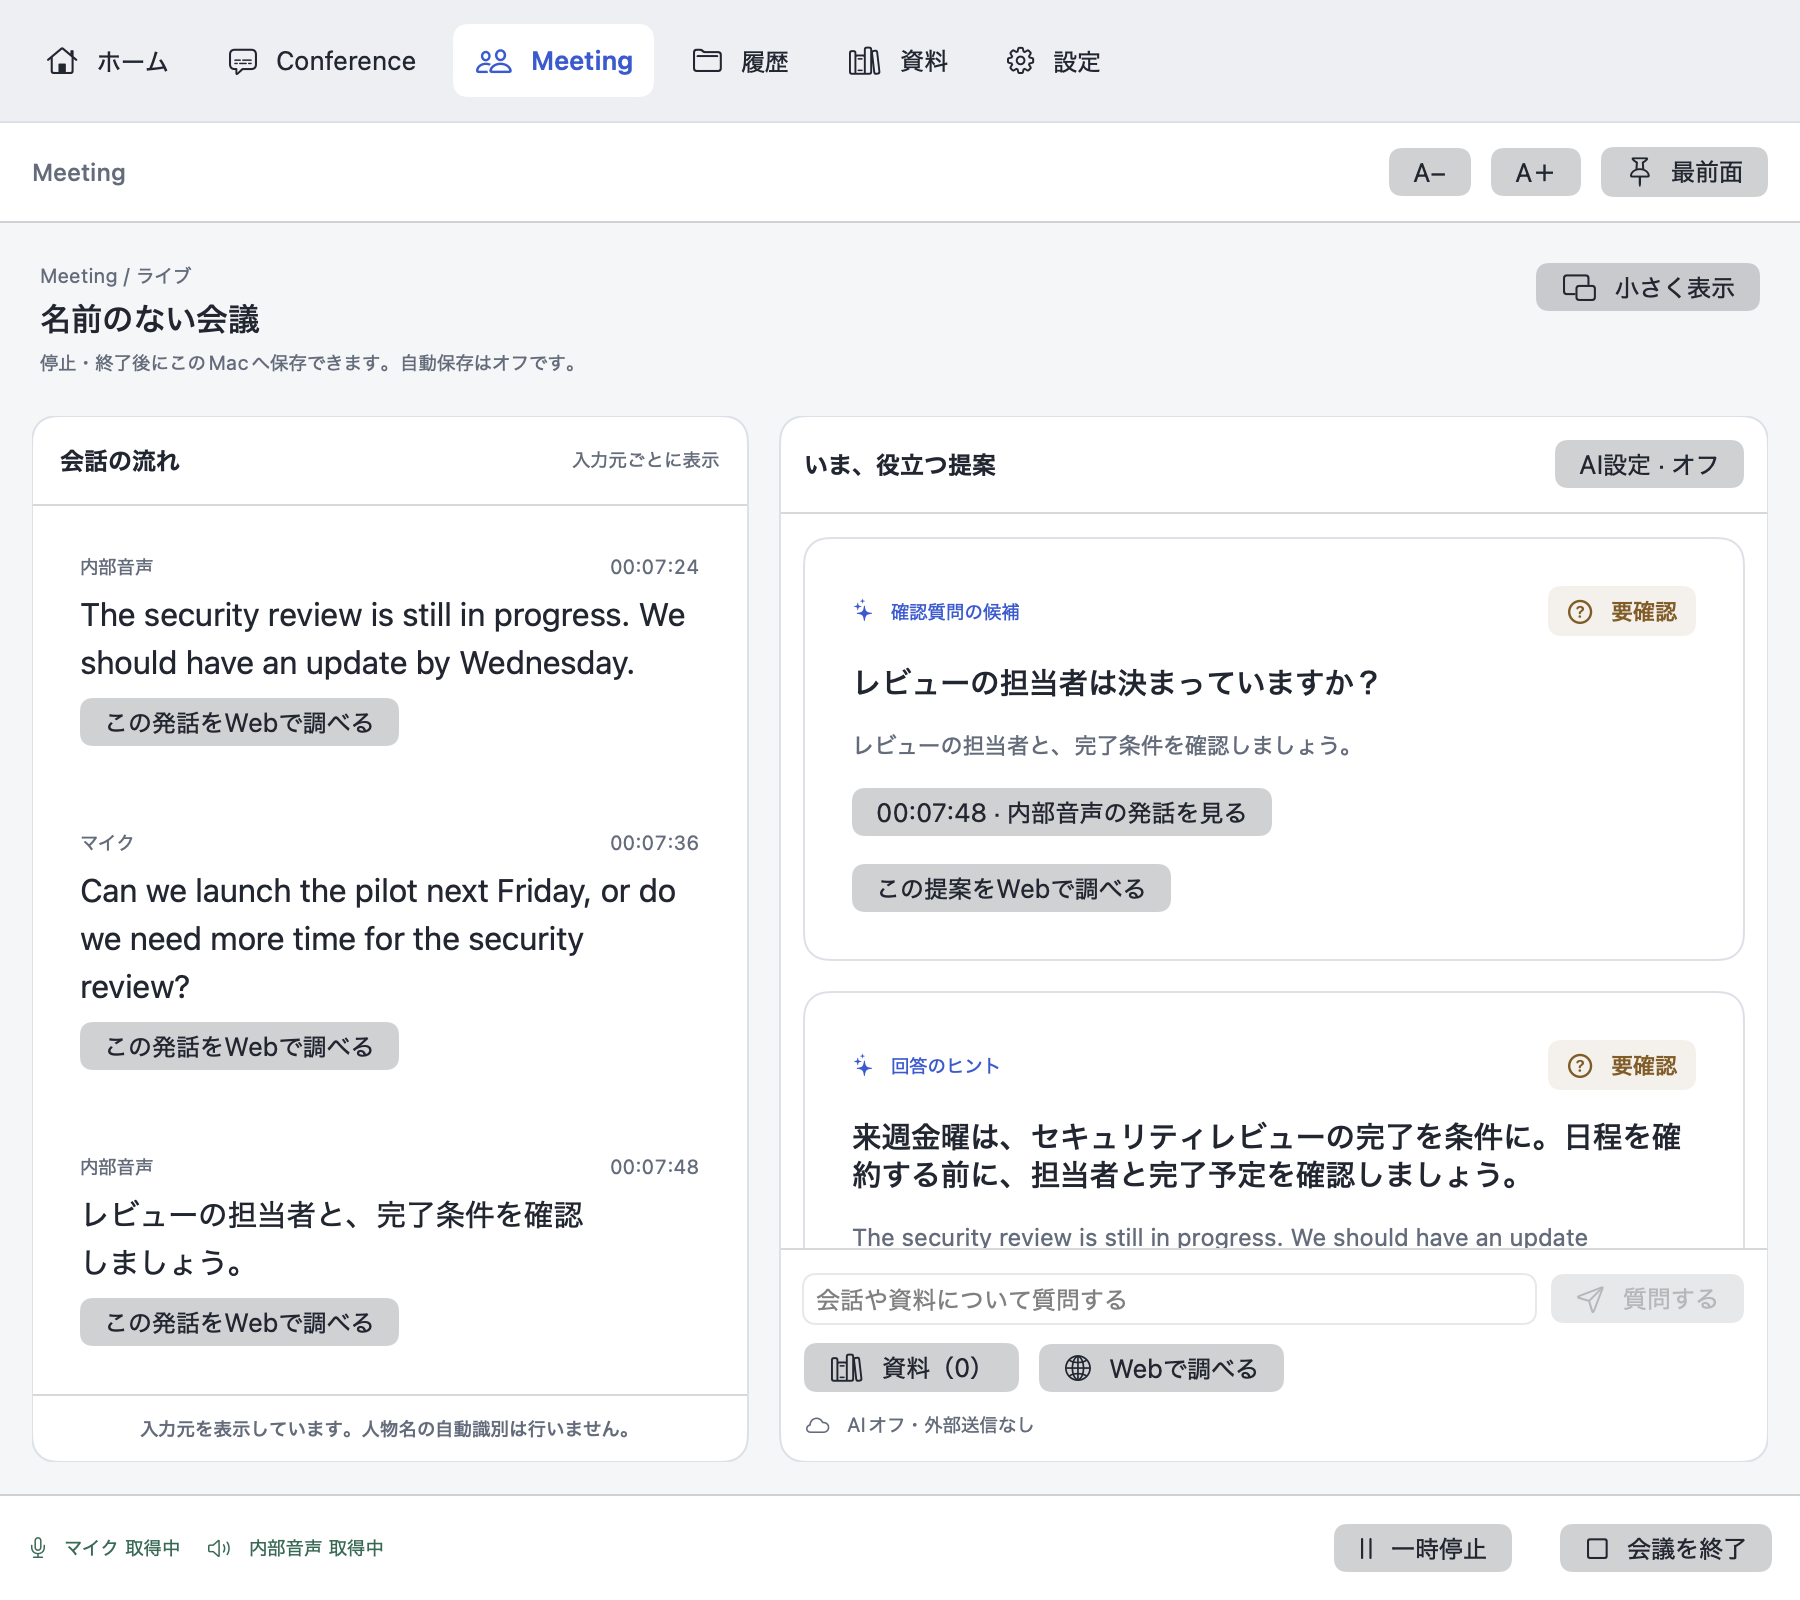 ホーム Conference Meeting 履歴 資料 設定
Meeting
A− A+ 最前面
Meeting / ライブ
名前のない会議
停止・終了後にこのMacへ保存できます。自動保存はオフです。
小さく表示
会話の流れ 入力元ごとに表示
内部音声 00:07:24
The security review is still in progress. We
should have an update by Wednesday.
この発話をWebで調べる
マイク 00:07:36
Can we launch the pilot next Friday, or do
we need more time for the security
review?
この発話をWebで調べる
内部音声 00:07:48
レビューの担当者と、完了条件を確認
しましょう。
この発話をWebで調べる
入力元を表示しています。人物名の自動識別は行いません。
いま、役立つ提案 AI設定 · オフ
確認質問の候補 要確認
レビューの担当者は決まっていますか？
レビューの担当者と、完了条件を確認しましょう。
00:07:48 · 内部音声の発話を見る
この提案をWebで調べる
回答のヒント 要確認
来週金曜は、セキュリティレビューの完了を条件に。日程を確
約する前に、担当者と完了予定を確認しましょう。
The security review is still in progress. We should have an update
会話や資料について質問する 質問する
資料（0） Webで調べる
AIオフ・外部送信なし
マイク 取得中 内部音声 取得中
一時停止 会議を終了